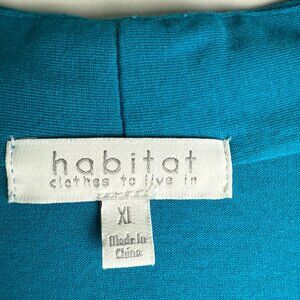 habitat
clothes to live in
XL
Made In
China